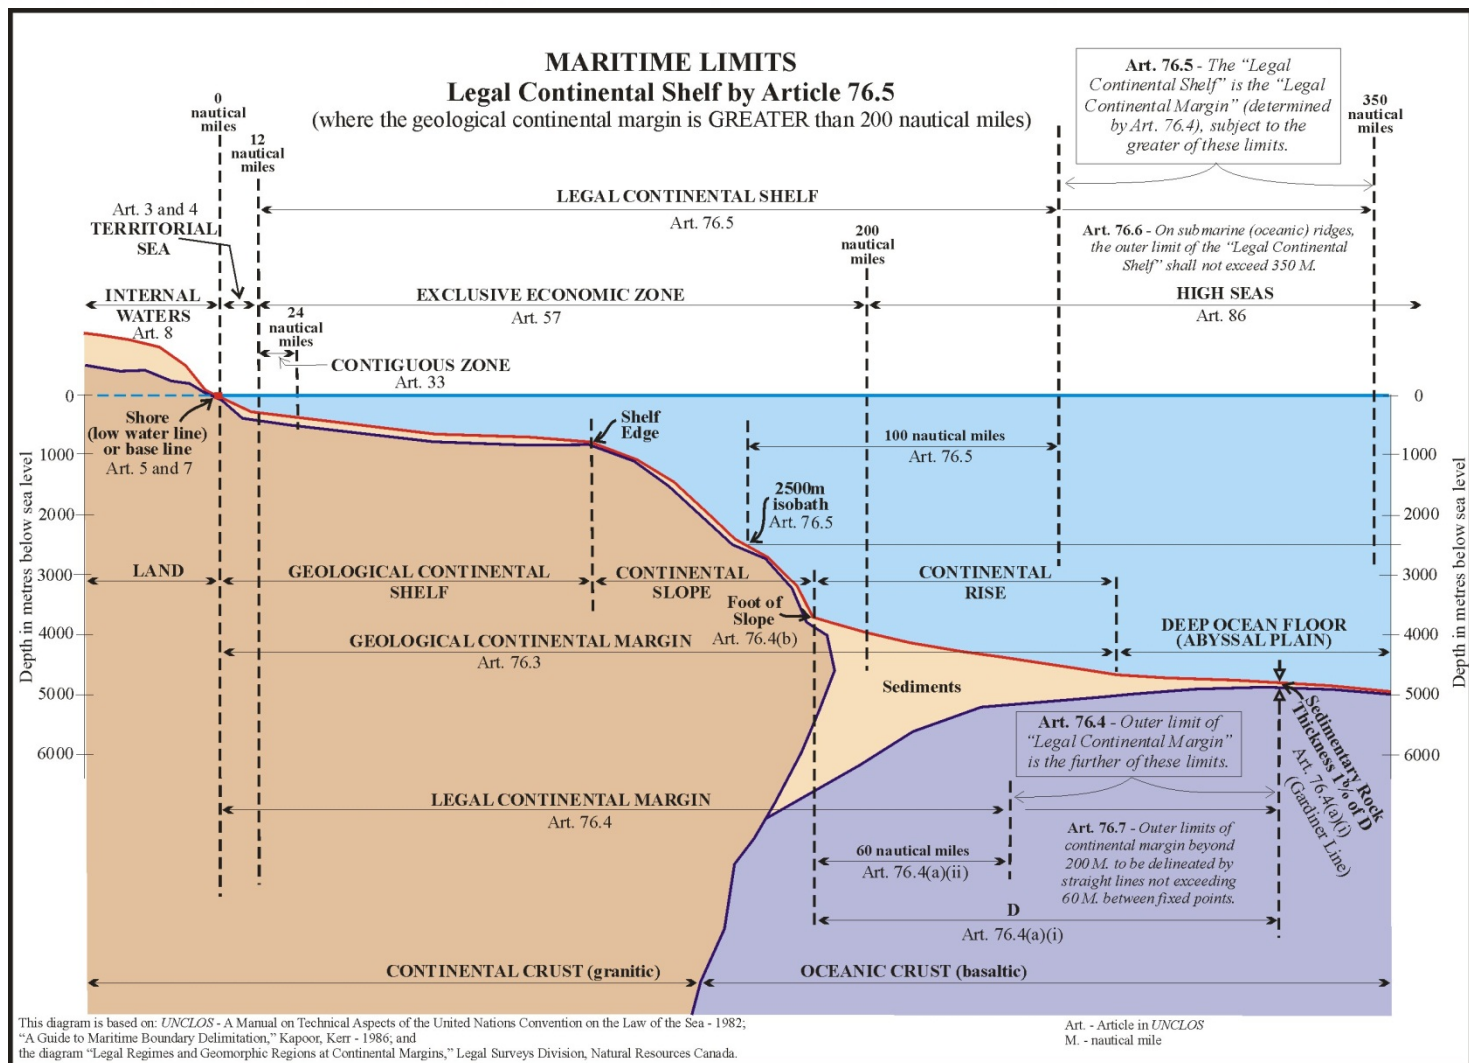 MARITIME LIMITS
Legal Continental Shelf by Article 76.5
(where the geological continental margin is GREATER than 200 nautical miles)
Art. 76.5 - The “Legal
Continental Shelf” is the “Legal
Continental Margin” (determined
by Art. 76.4), subject to the
greater of these limits.
0
nautical
miles
12
nautical
miles
350
nautical
miles
LEGAL CONTINENTAL SHELF
Art. 76.5
Art. 3 and 4
TERRITORIAL
SEA
200
nautical
miles
Art. 76.6 - On submarine (oceanic) ridges,
the outer limit of the “Legal Continental
Shelf” shall not exceed 350 M.
INTERNAL
WATERS
Art. 8
EXCLUSIVE ECONOMIC ZONE
Art. 57
HIGH SEAS
Art. 86
24
nautical
miles
CONTIGUOUS ZONE
Art. 33
0
1000
2000
3000
4000
5000
6000
Depth in metres below sea level
Shore
(low water line)
or base line
Art. 5 and 7
Shelf
Edge
100 nautical miles
Art. 76.5
2500m
isobath
Art. 76.5
0
1000
2000
3000
4000
5000
6000
Depth in metres below sea level
LAND
GEOLOGICAL CONTINENTAL
SHELF
CONTINENTAL
SLOPE
CONTINENTAL
RISE
Foot of
Slope
Art. 76.4(b)
GEOLOGICAL CONTINENTAL MARGIN
Art. 76.3
DEEP OCEAN FLOOR
(ABYSSAL PLAIN)
Sediments
Sedimentary Rock
Thickness 1% of D
Art. 76.4(a)(i)
(Gardiner Line)
Art. 76.4 - Outer limit of
“Legal Continental Margin”
is the further of these limits.
LEGAL CONTINENTAL MARGIN
Art. 76.4
Art. 76.7 - Outer limits of
continental margin beyond
200 M. to be delineated by
straight lines not exceeding
60 M. between fixed points.
60 nautical miles
Art. 76.4(a)(ii)
D
Art. 76.4(a)(i)
CONTINENTAL CRUST (granitic)
OCEANIC CRUST (basaltic)
This diagram is based on: UNCLOS - A Manual on Technical Aspects of the United Nations Convention on the Law of the Sea - 1982;
“A Guide to Maritime Boundary Delimitation,” Kapoor, Kerr - 1986; and
the diagram “Legal Regimes and Geomorphic Regions at Continental Margins,” Legal Surveys Division, Natural Resources Canada.
Art. - Article in UNCLOS
M. - nautical mile